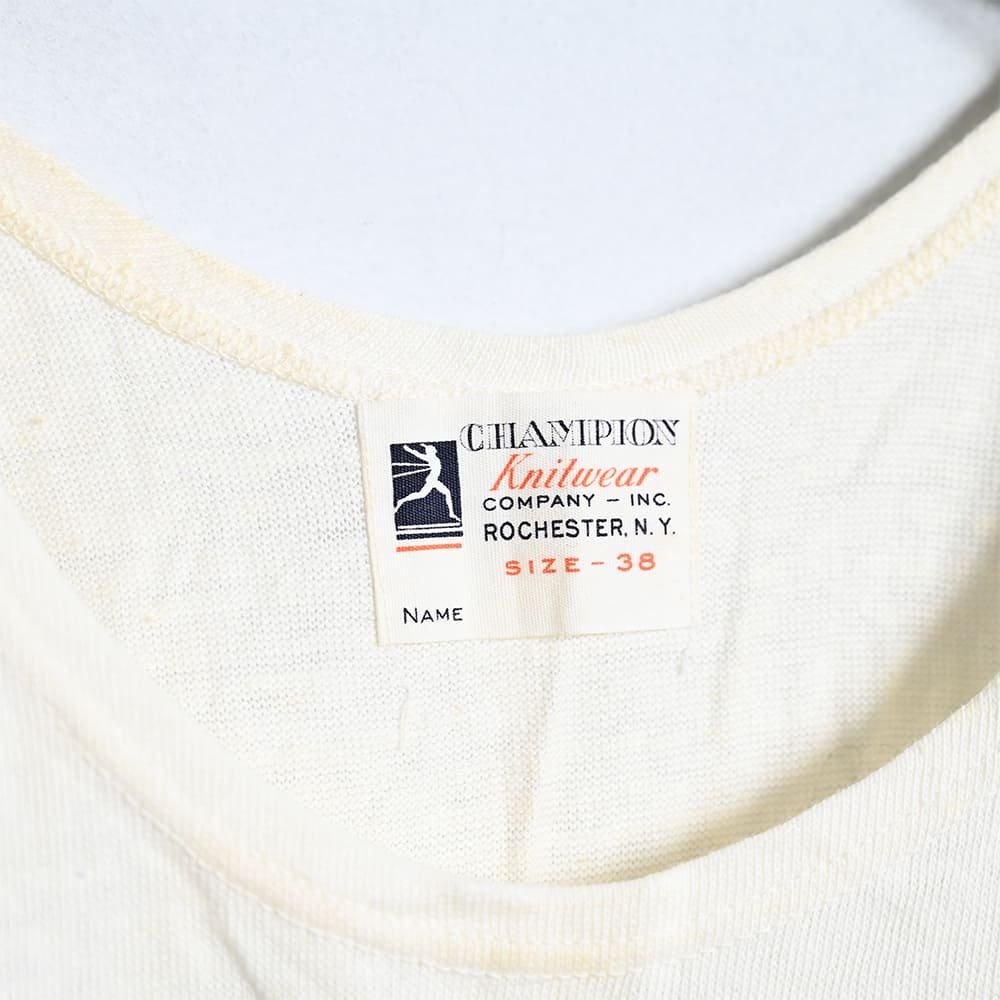 CHAMPION
Knitwear
COMPANY – INC.
ROCHESTER, N.Y.
SIZE – 38
NAME